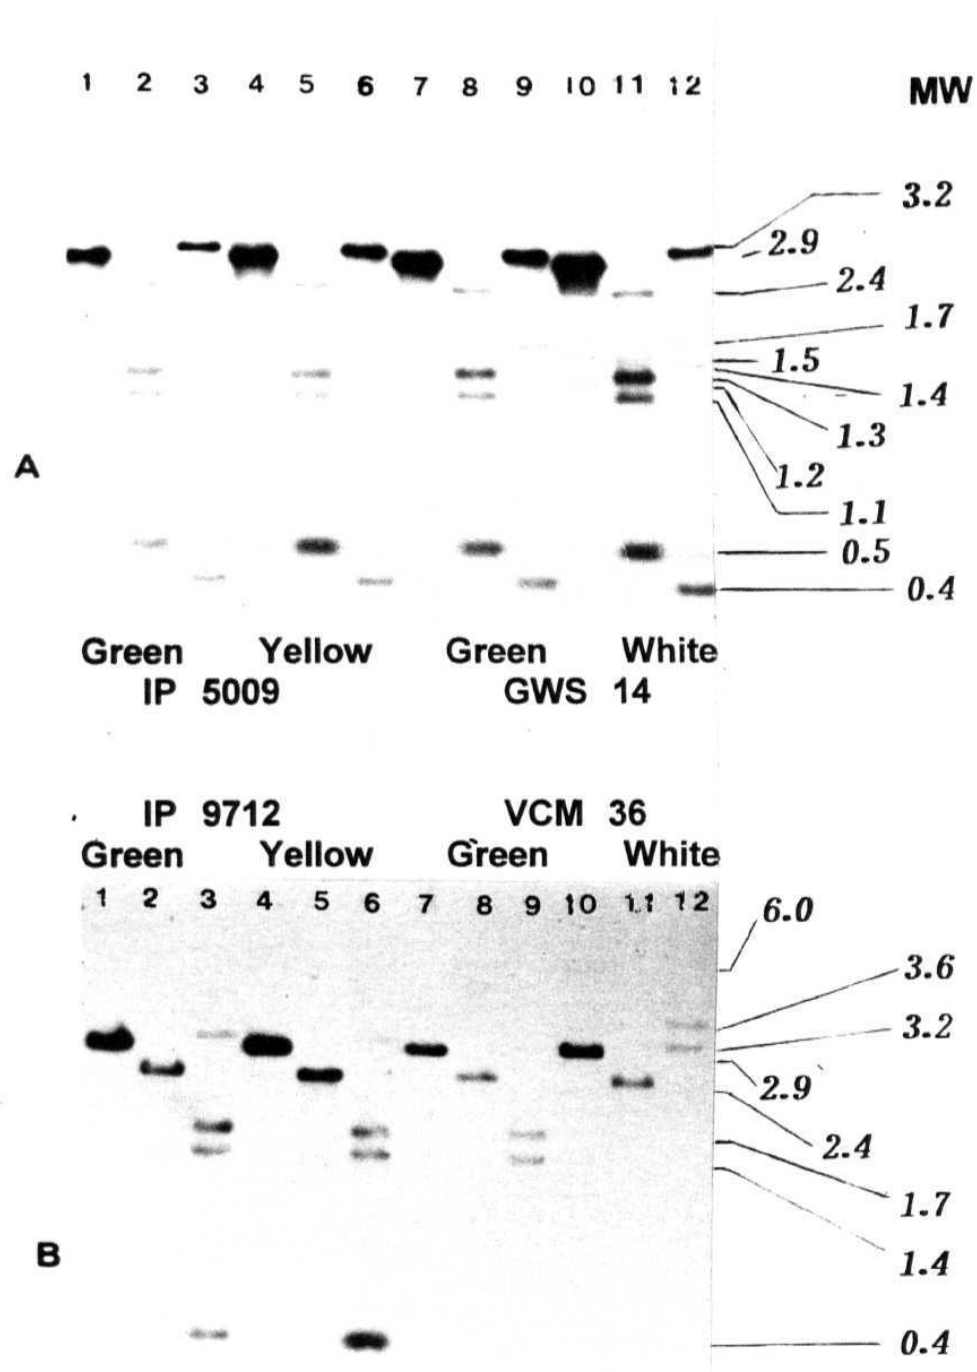 1 2 3 4 5 6 7 8 9 10 11 12 MW
3.2
2.9
2.4
1.7
1.5
1.4
1.3
1.2
1.1
0.5
0.4
A
Green Yellow Green White
IP 5009 GWS 14
IP 9712 VCM 36
Green Yellow Green White
1 2 3 4 5 6 7 8 9 10 11 12
6.0
3.6
3.2
2.9
2.4
1.7
1.4
0.4
B